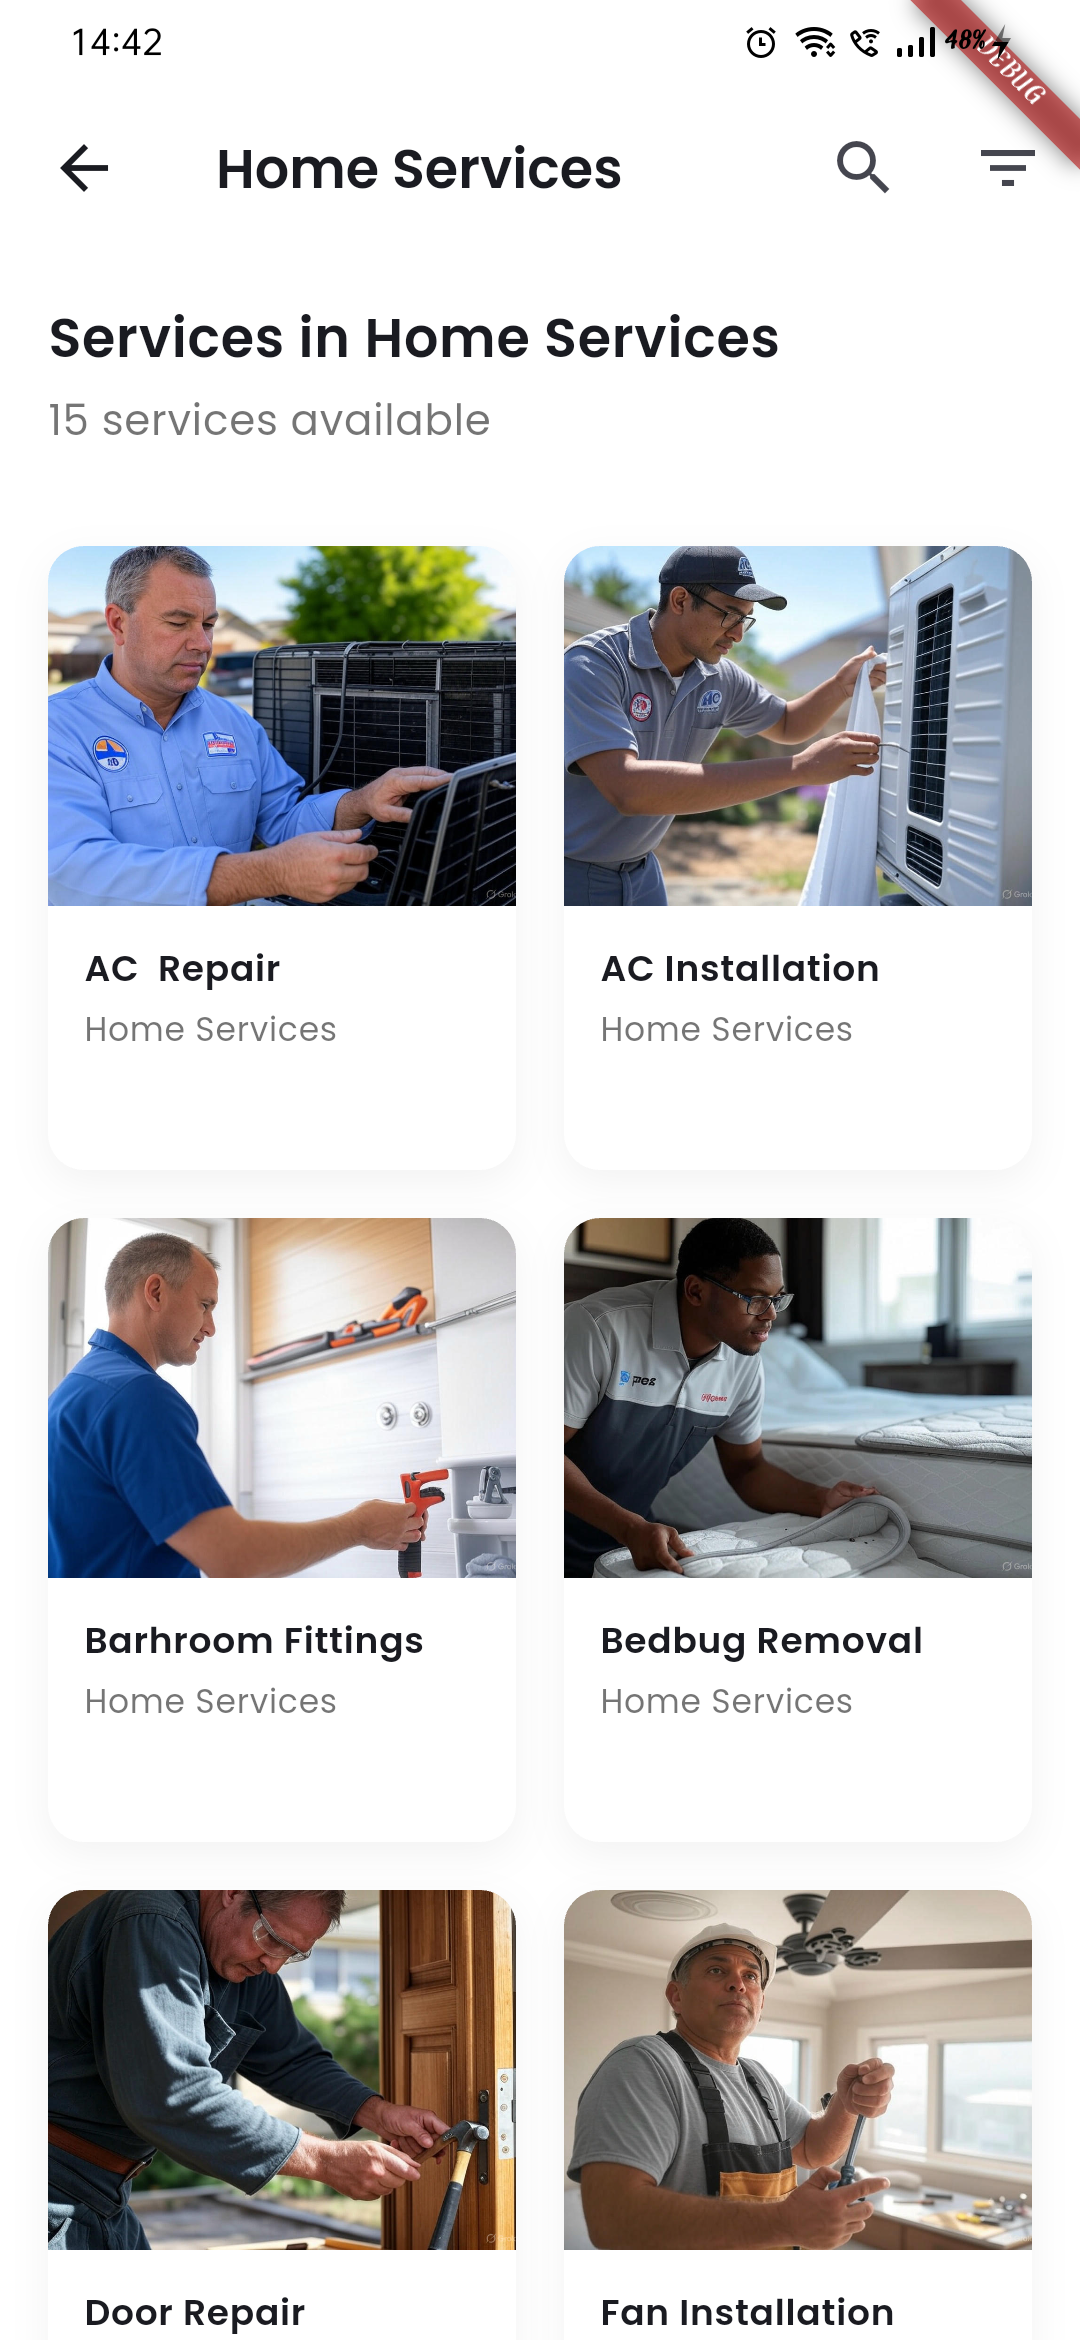 14:42
48%
DEBUG
Home Services
Services in Home Services
15 services available
AC  Repair
Home Services
AC Installation
Home Services
Barhroom Fittings
Home Services
Bedbug Removal
Home Services
Door Repair
Fan Installation